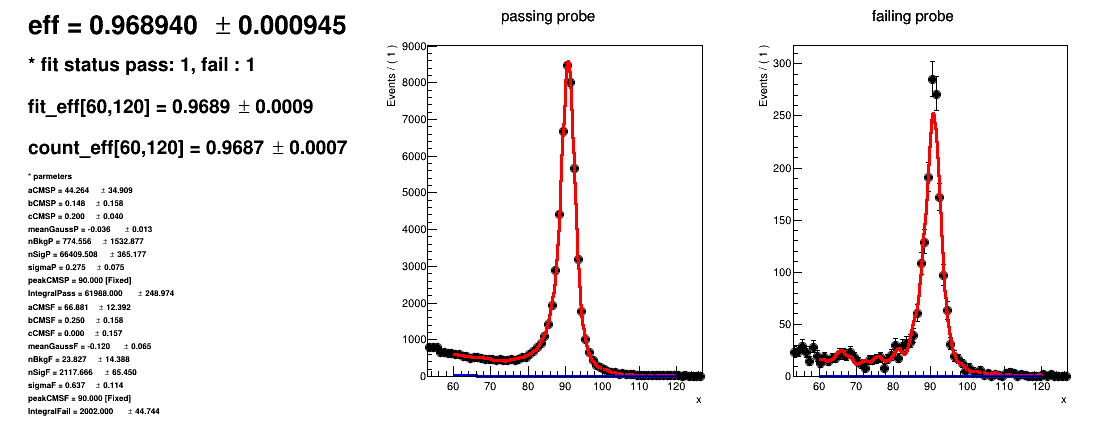 eff = 0.968940 ± 0.000945
* fit status pass: 1, fail : 1
fit_eff[60,120] = 0.9689 ± 0.0009
count_eff[60,120] = 0.9687 ± 0.0007
* parmeters
aCMSP = 44.264 ± 34.909
bCMSP = 0.148 ± 0.158
cCMSP = 0.200 ± 0.040
meanGaussP = -0.036 ± 0.013
nBkgP = 774.556 ± 1532.877
nSigP = 66409.508 ± 365.177
sigmaP = 0.275 ± 0.075
peakCMSP = 90.000 [Fixed]
IntegralPass = 61988.000 ± 248.974
aCMSF = 66.881 ± 12.392
bCMSF = 0.250 ± 0.158
cCMSF = 0.000 ± 0.157
meanGaussF = -0.120 ± 0.065
nBkgF = 23.827 ± 14.388
nSigF = 2117.666 ± 65.450
sigmaF = 0.637 ± 0.114
peakCMSF = 90.000 [Fixed]
IntegralFail = 2002.000 ± 44.744
passing probe
Events / ( 1 )
9000
8000
7000
6000
5000
4000
3000
2000
1000
0
60 70 80 90 100 110 120
x
failing probe
Events / ( 1 )
300
250
200
150
100
50
0
60 70 80 90 100 110 120
x